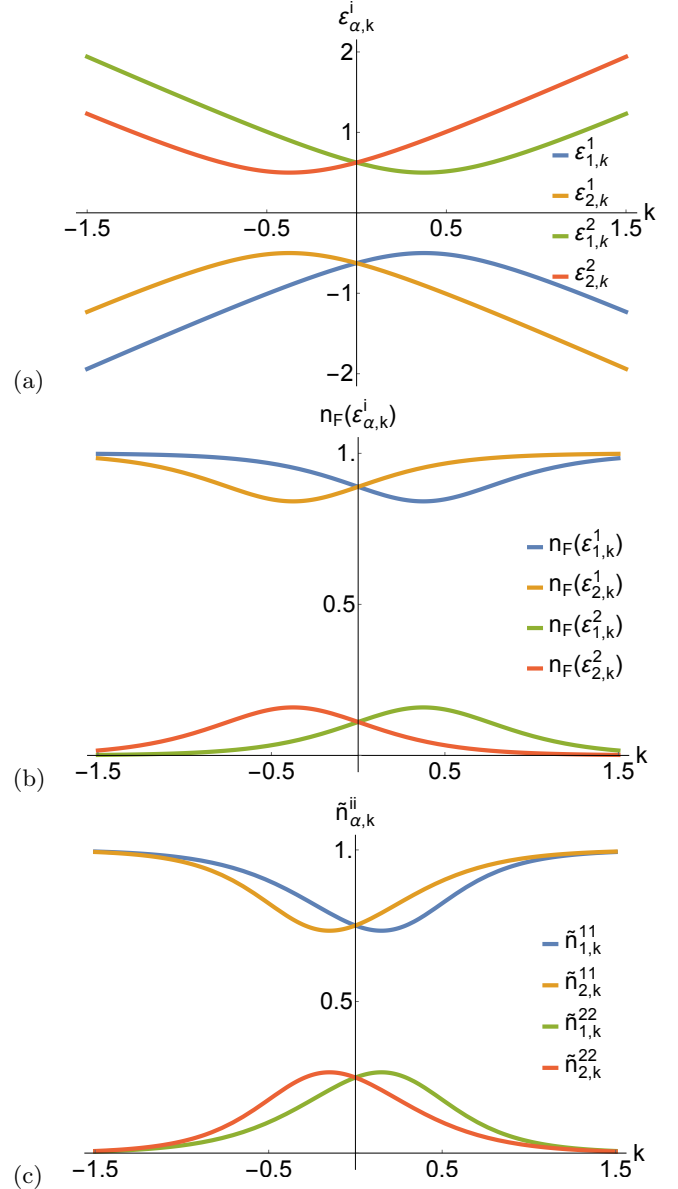 ε^i_{α,k}
2
1
−1.5 −0.5 0.5 1.5 k
−1
−2
ε^1_{1,k}
ε^1_{2,k}
ε^2_{1,k}
ε^2_{2,k}
(a)
n_F(ε^i_{α,k})
1.
0.5
n_F(ε^1_{1,k})
n_F(ε^1_{2,k})
n_F(ε^2_{1,k})
n_F(ε^2_{2,k})
−1.5 −0.5 0.5 1.5 k
(b)
ñ^{ii}_{α,k}
1.
0.5
ñ^{11}_{1,k}
ñ^{11}_{2,k}
ñ^{22}_{1,k}
ñ^{22}_{2,k}
−1.5 −0.5 0.5 1.5 k
(c)